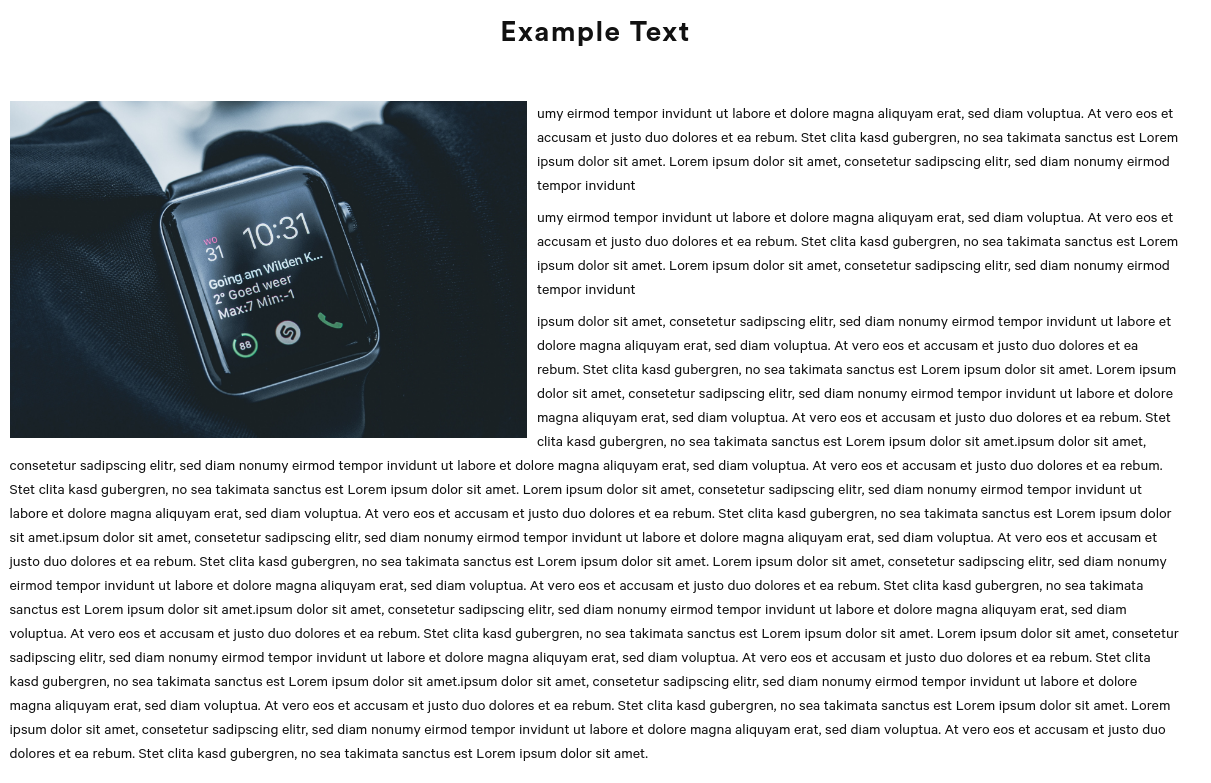 Example Text
WO
31
10:31
Going am Wilden K...
2° Goed weer
Max:7 Min:-1
88
umy eirmod tempor invidunt ut labore et dolore magna aliquyam erat, sed diam voluptua. At vero eos et
accusam et justo duo dolores et ea rebum. Stet clita kasd gubergren, no sea takimata sanctus est Lorem
ipsum dolor sit amet. Lorem ipsum dolor sit amet, consetetur sadipscing elitr, sed diam nonumy eirmod
tempor invidunt
umy eirmod tempor invidunt ut labore et dolore magna aliquyam erat, sed diam voluptua. At vero eos et
accusam et justo duo dolores et ea rebum. Stet clita kasd gubergren, no sea takimata sanctus est Lorem
ipsum dolor sit amet. Lorem ipsum dolor sit amet, consetetur sadipscing elitr, sed diam nonumy eirmod
tempor invidunt
ipsum dolor sit amet, consetetur sadipscing elitr, sed diam nonumy eirmod tempor invidunt ut labore et
dolore magna aliquyam erat, sed diam voluptua. At vero eos et accusam et justo duo dolores et ea
rebum. Stet clita kasd gubergren, no sea takimata sanctus est Lorem ipsum dolor sit amet. Lorem ipsum
dolor sit amet, consetetur sadipscing elitr, sed diam nonumy eirmod tempor invidunt ut labore et dolore
magna aliquyam erat, sed diam voluptua. At vero eos et accusam et justo duo dolores et ea rebum. Stet
clita kasd gubergren, no sea takimata sanctus est Lorem ipsum dolor sit amet.ipsum dolor sit amet,
consetetur sadipscing elitr, sed diam nonumy eirmod tempor invidunt ut labore et dolore magna aliquyam erat, sed diam voluptua. At vero eos et accusam et justo duo dolores et ea rebum.
Stet clita kasd gubergren, no sea takimata sanctus est Lorem ipsum dolor sit amet. Lorem ipsum dolor sit amet, consetetur sadipscing elitr, sed diam nonumy eirmod tempor invidunt ut
labore et dolore magna aliquyam erat, sed diam voluptua. At vero eos et accusam et justo duo dolores et ea rebum. Stet clita kasd gubergren, no sea takimata sanctus est Lorem ipsum dolor
sit amet.ipsum dolor sit amet, consetetur sadipscing elitr, sed diam nonumy eirmod tempor invidunt ut labore et dolore magna aliquyam erat, sed diam voluptua. At vero eos et accusam et
justo duo dolores et ea rebum. Stet clita kasd gubergren, no sea takimata sanctus est Lorem ipsum dolor sit amet. Lorem ipsum dolor sit amet, consetetur sadipscing elitr, sed diam nonumy
eirmod tempor invidunt ut labore et dolore magna aliquyam erat, sed diam voluptua. At vero eos et accusam et justo duo dolores et ea rebum. Stet clita kasd gubergren, no sea takimata
sanctus est Lorem ipsum dolor sit amet.ipsum dolor sit amet, consetetur sadipscing elitr, sed diam nonumy eirmod tempor invidunt ut labore et dolore magna aliquyam erat, sed diam
voluptua. At vero eos et accusam et justo duo dolores et ea rebum. Stet clita kasd gubergren, no sea takimata sanctus est Lorem ipsum dolor sit amet. Lorem ipsum dolor sit amet, consetetur
sadipscing elitr, sed diam nonumy eirmod tempor invidunt ut labore et dolore magna aliquyam erat, sed diam voluptua. At vero eos et accusam et justo duo dolores et ea rebum. Stet clita
kasd gubergren, no sea takimata sanctus est Lorem ipsum dolor sit amet.ipsum dolor sit amet, consetetur sadipscing elitr, sed diam nonumy eirmod tempor invidunt ut labore et dolore
magna aliquyam erat, sed diam voluptua. At vero eos et accusam et justo duo dolores et ea rebum. Stet clita kasd gubergren, no sea takimata sanctus est Lorem ipsum dolor sit amet. Lorem
ipsum dolor sit amet, consetetur sadipscing elitr, sed diam nonumy eirmod tempor invidunt ut labore et dolore magna aliquyam erat, sed diam voluptua. At vero eos et accusam et justo duo
dolores et ea rebum. Stet clita kasd gubergren, no sea takimata sanctus est Lorem ipsum dolor sit amet.